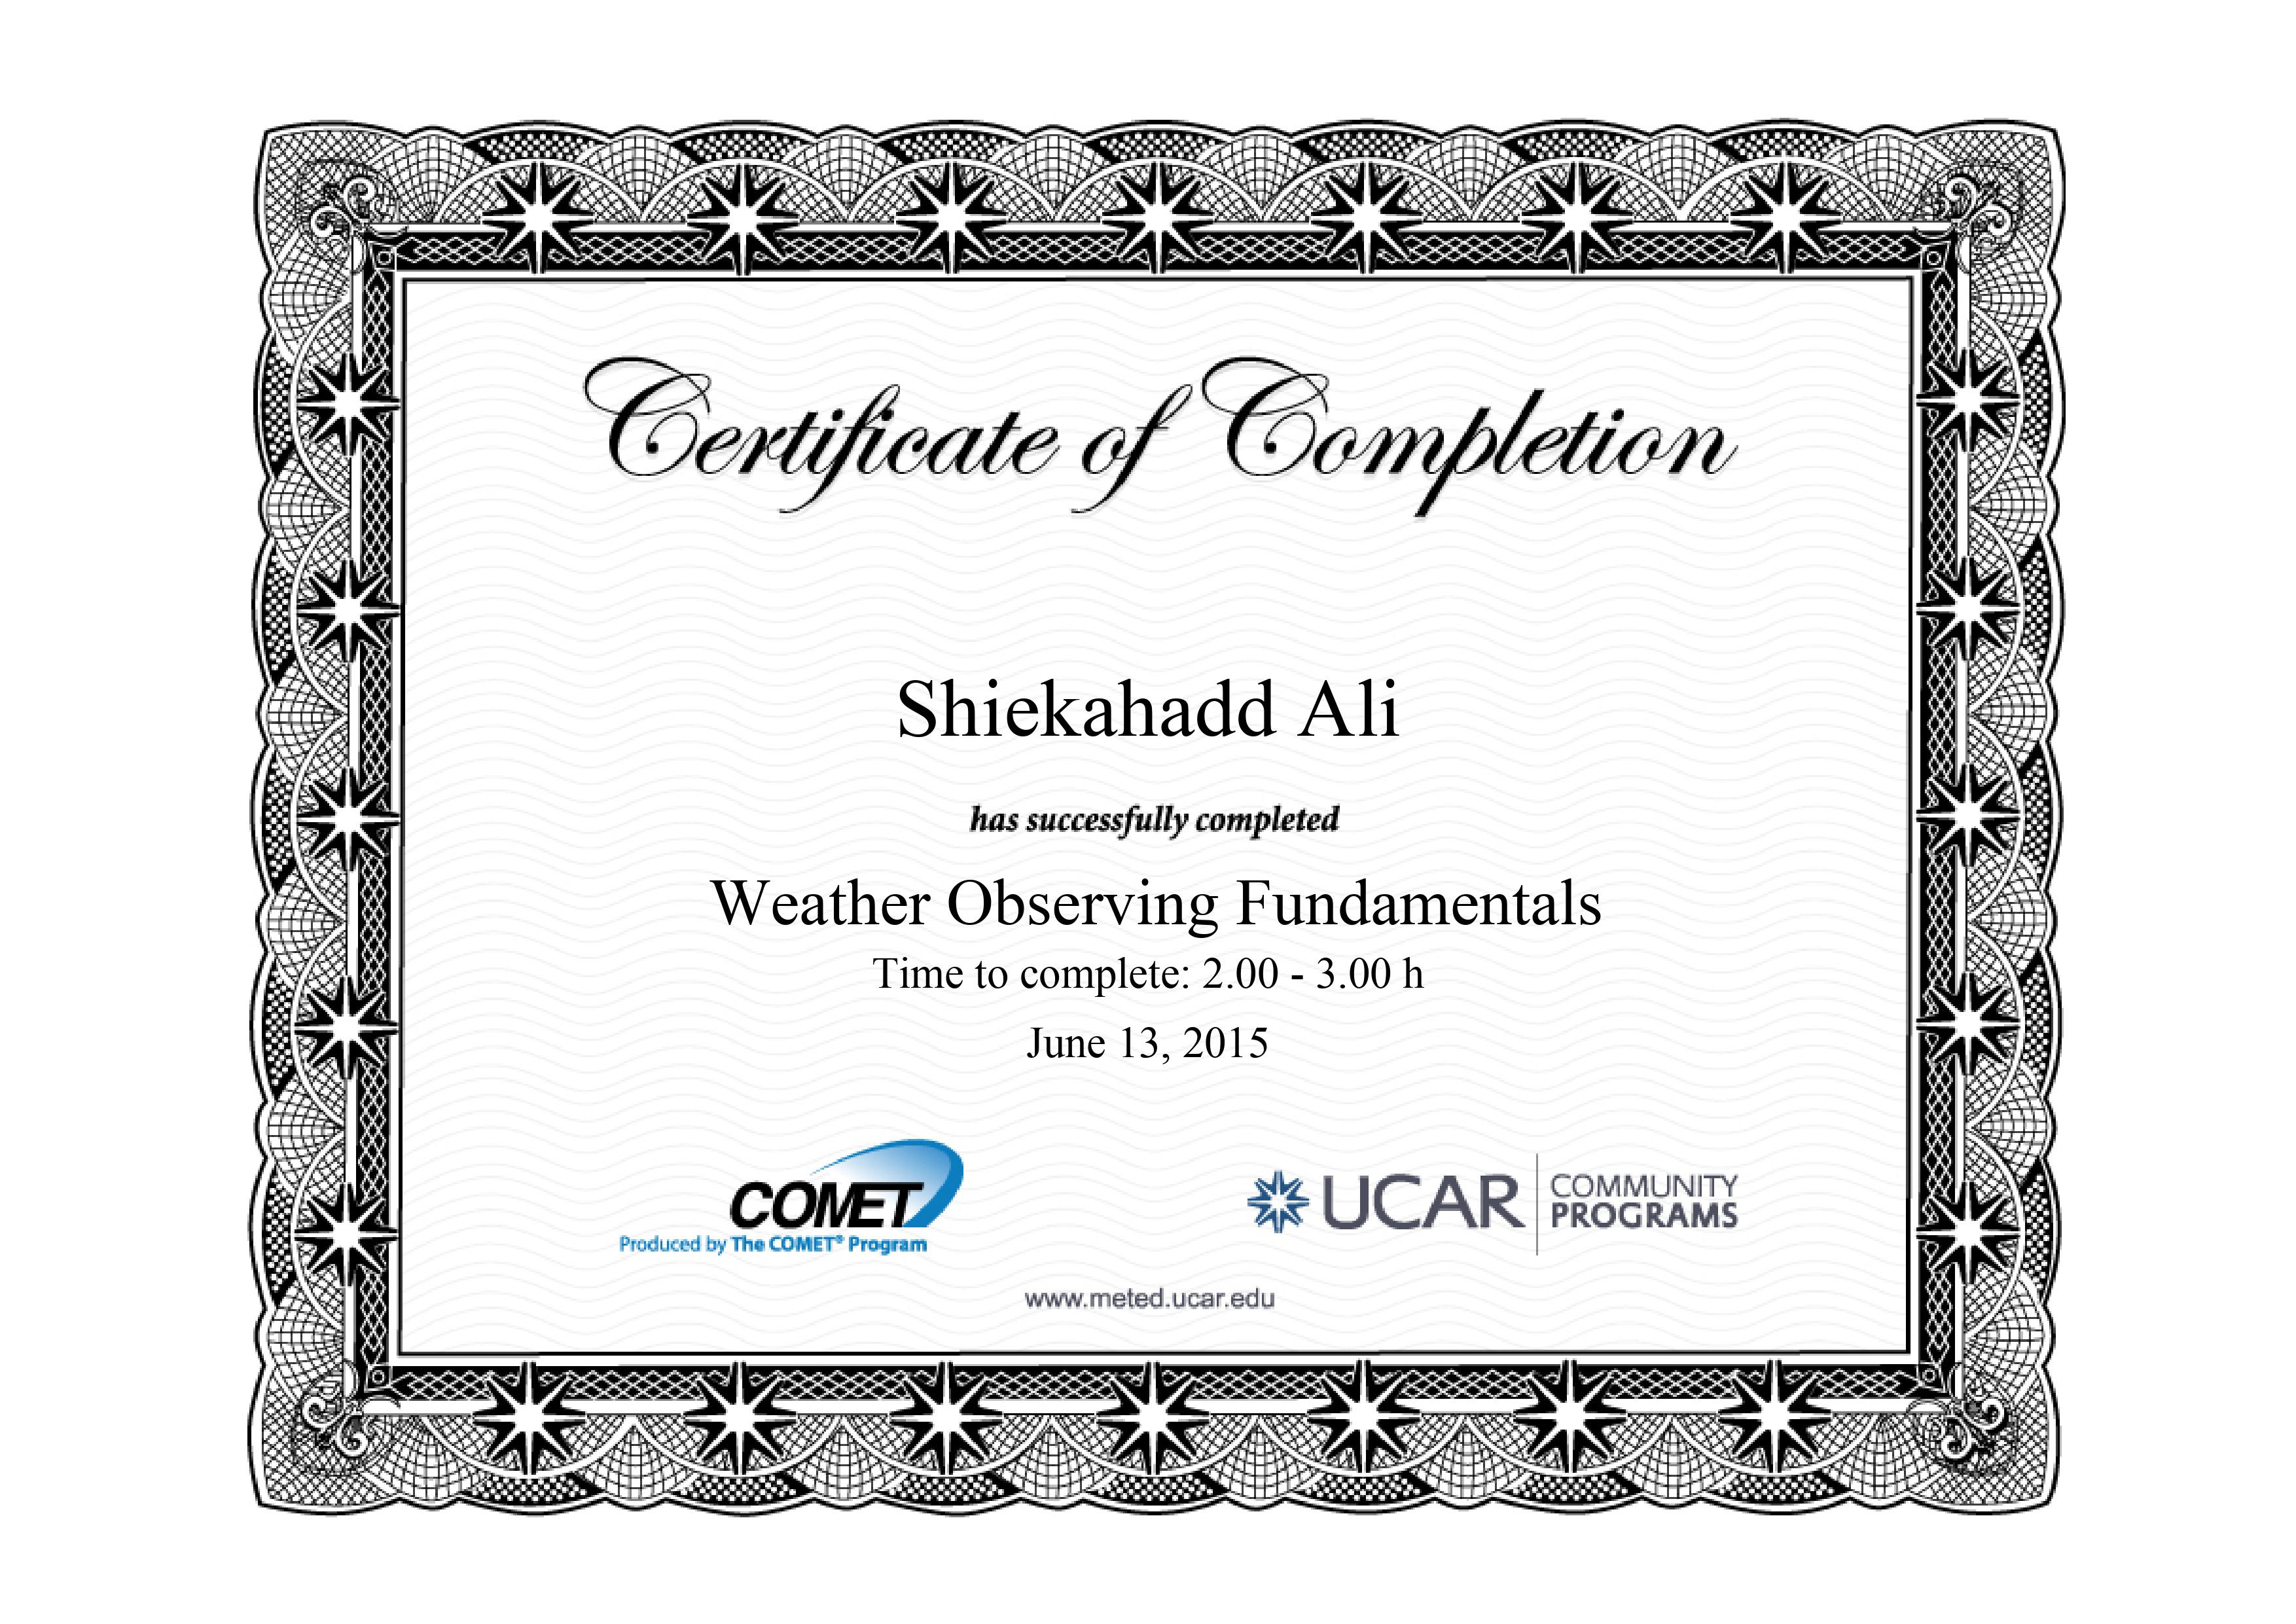 Certificate of Completion
Shiekahadd Ali
has successfully completed
Weather Observing Fundamentals
Time to complete: 2.00 - 3.00 h
June 13, 2015
COMET
Produced by The COMET® Program
UCAR
COMMUNITY
PROGRAMS
www.meted.ucar.edu